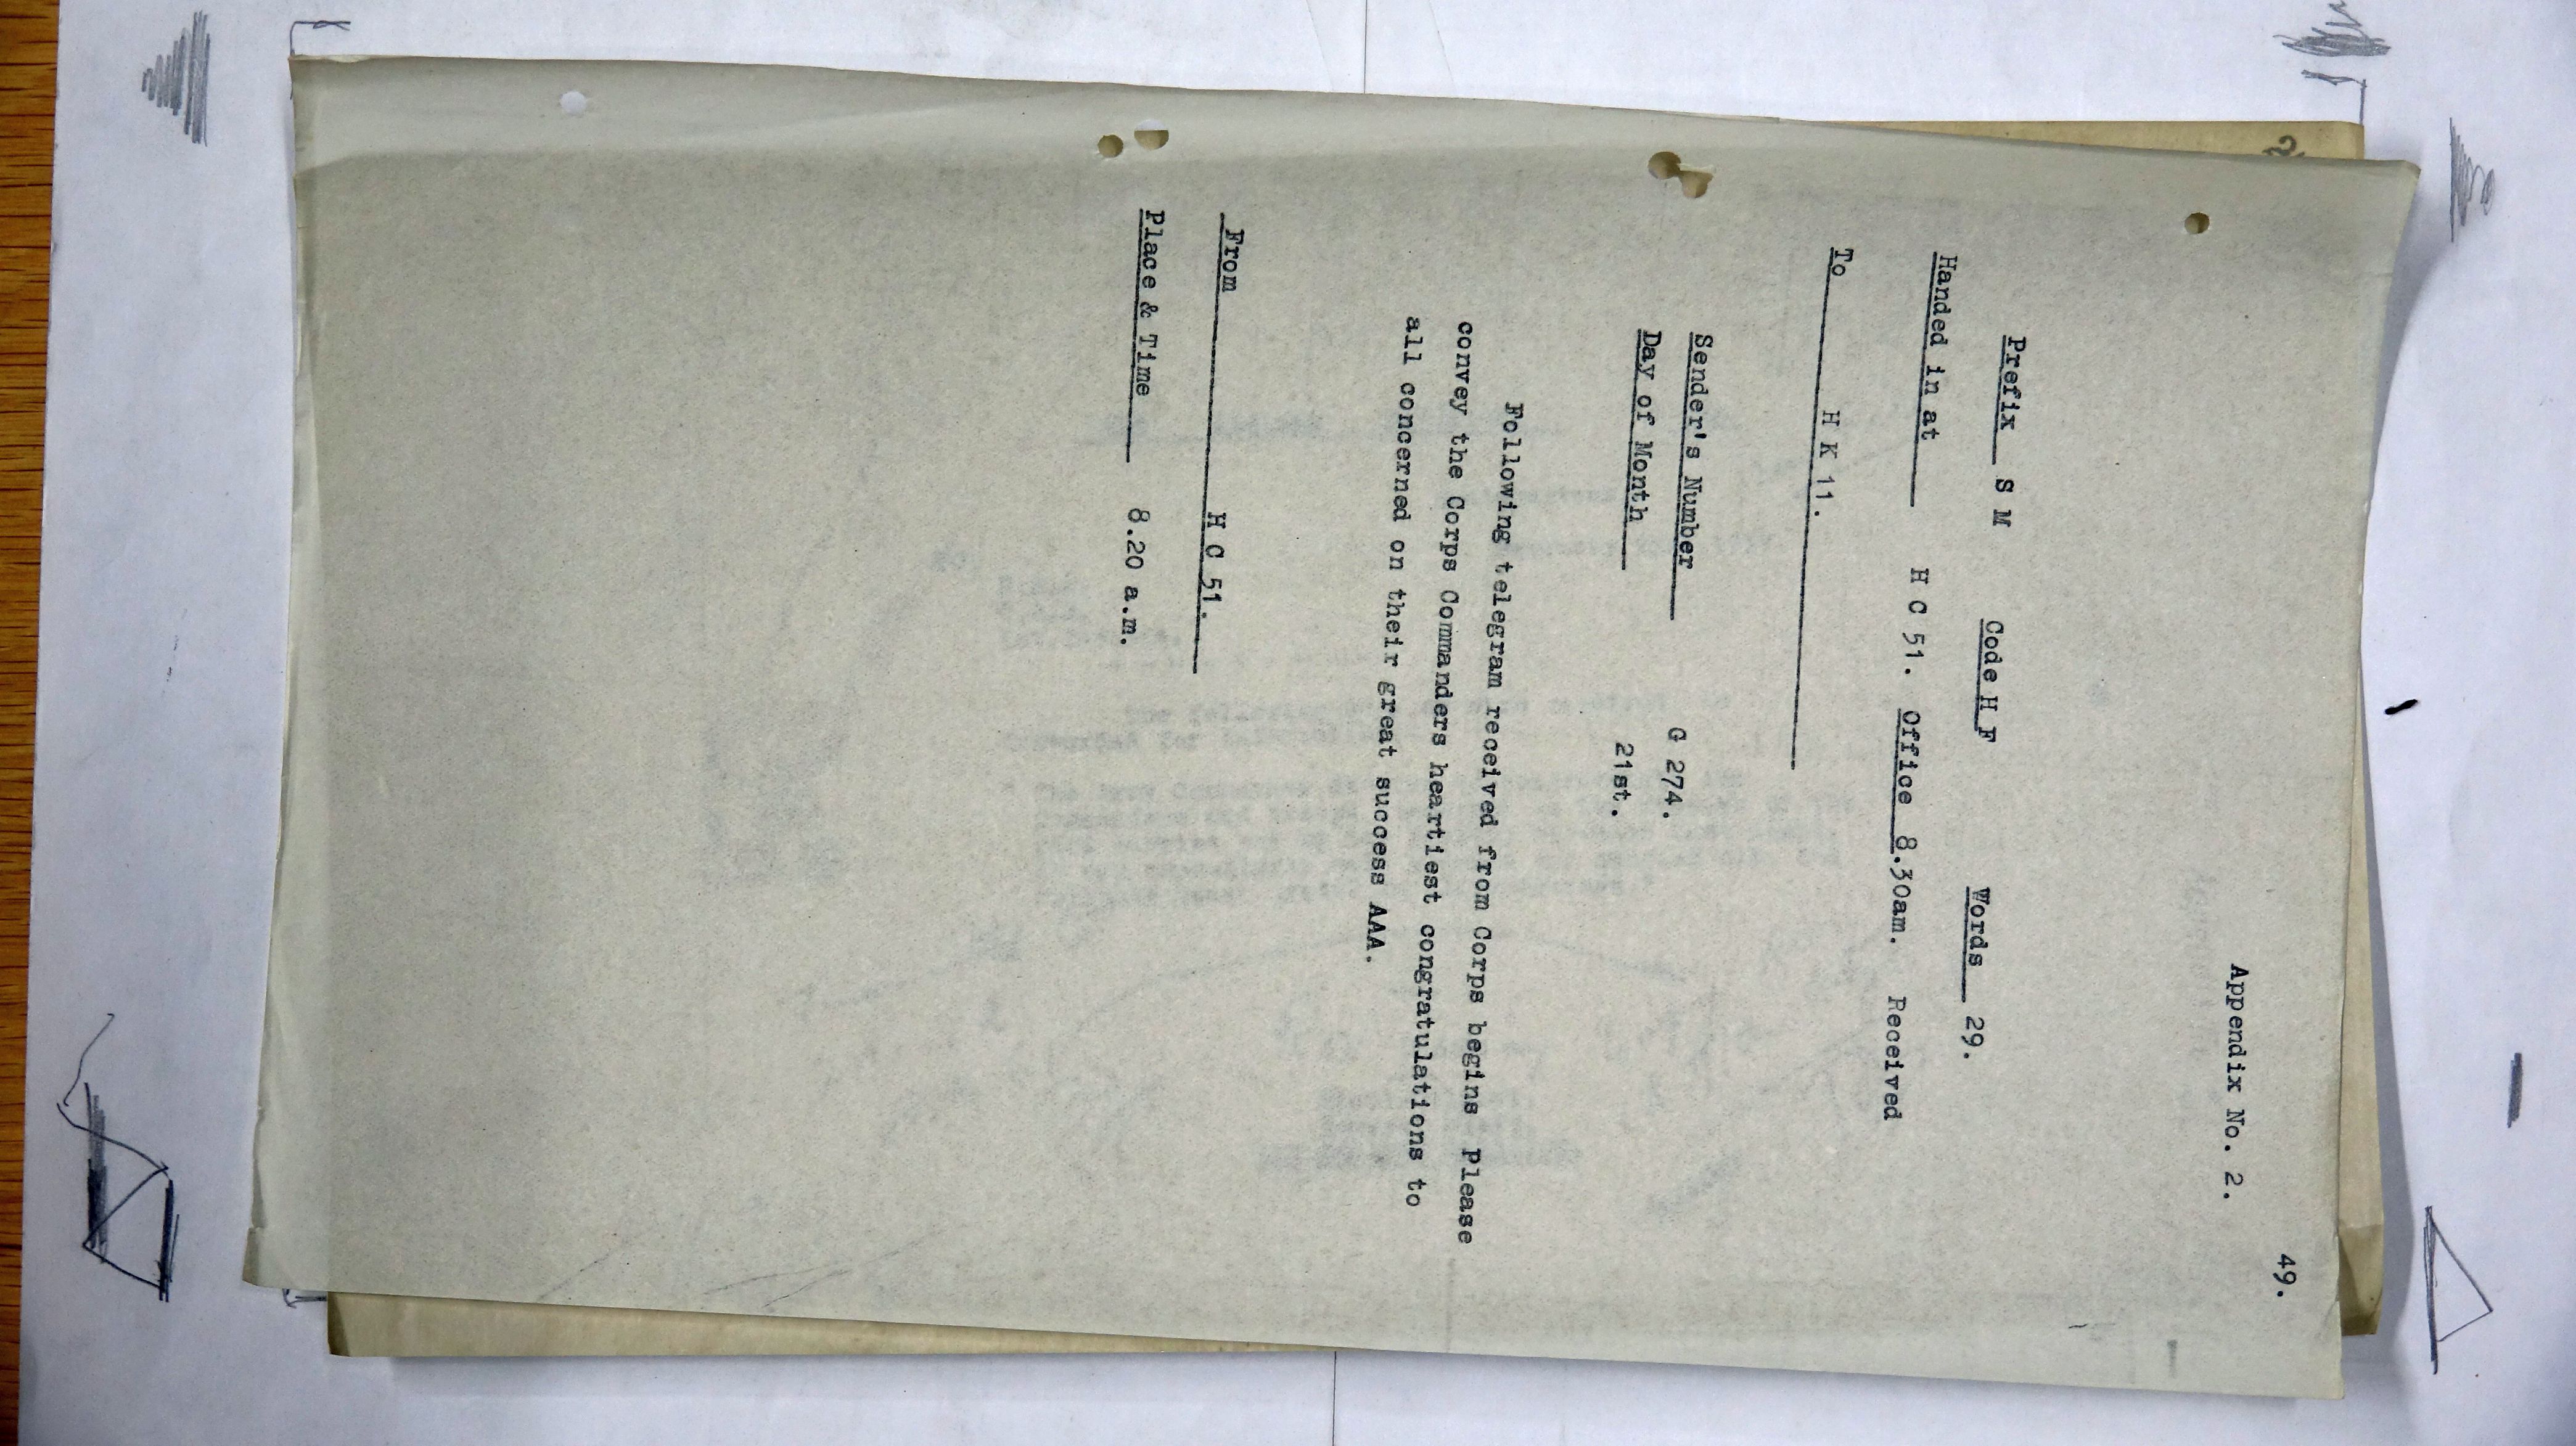 49.
Appendix No. 2.
Prefix S M Code H F Words 29.
Handed in at H C 51. Office 8.30am. Received
To H K 11.
Sender's Number G 274.
Day of Month 21st.
Following telegram received from Corps begins Please
convey the Corps Commanders heartiest congratulations to
all concerned on their great success AAA.
From H C 51.
Place & Time 8.20 a.m.